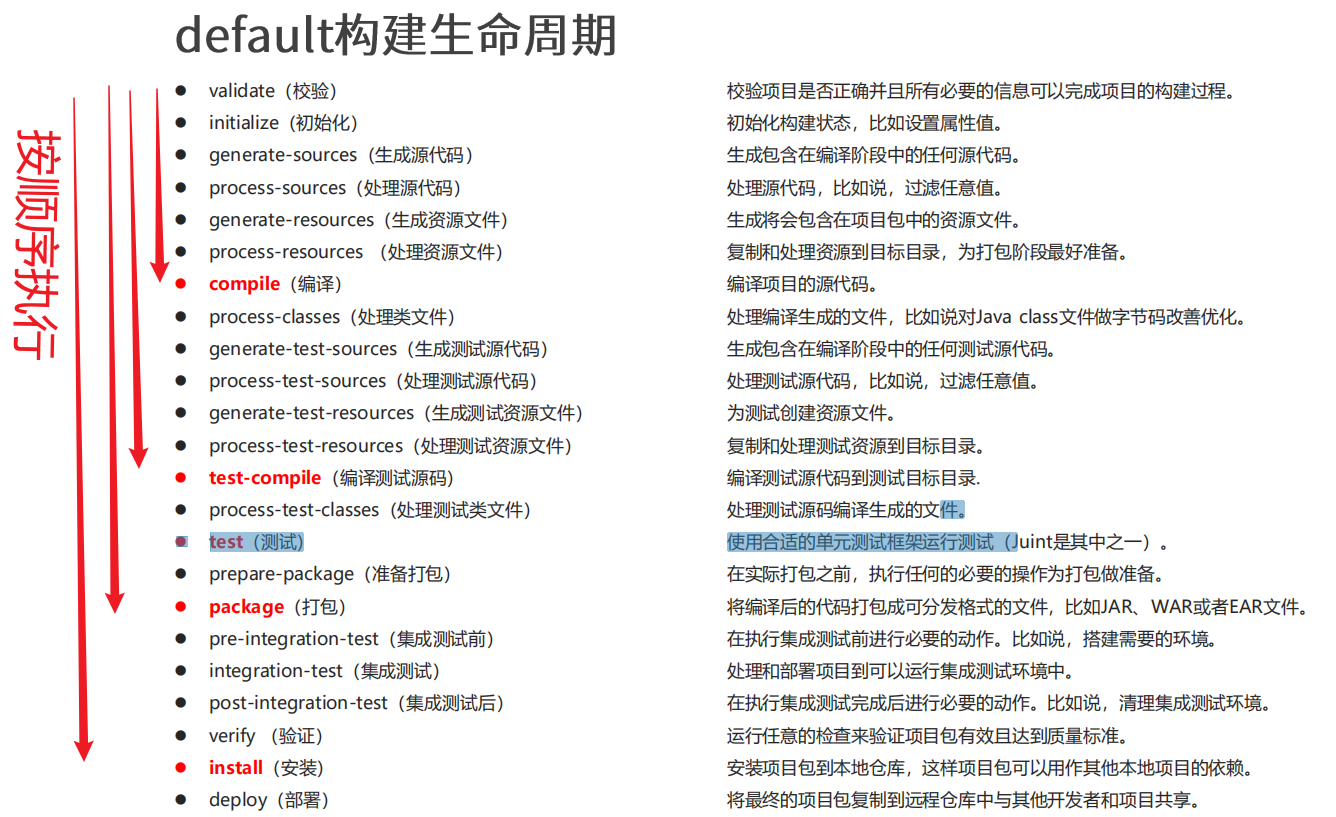 default构建生命周期
按顺序执行
validate（校验） 校验项目是否正确并且所有必要的信息可以完成项目的构建过程。
initialize（初始化） 初始化构建状态，比如设置属性值。
generate-sources（生成源代码） 生成包含在编译阶段中的任何源代码。
process-sources（处理源代码） 处理源代码，比如说，过滤任意值。
generate-resources（生成资源文件） 生成将会包含在项目包中的资源文件。
process-resources （处理资源文件） 复制和处理资源到目标目录，为打包阶段最好准备。
compile（编译） 编译项目的源代码。
process-classes（处理类文件） 处理编译生成的文件，比如说对Java class文件做字节码改善优化。
generate-test-sources（生成测试源代码） 生成包含在编译阶段中的任何测试源代码。
process-test-sources（处理测试源代码） 处理测试源代码，比如说，过滤任意值。
generate-test-resources（生成测试资源文件） 为测试创建资源文件。
process-test-resources（处理测试资源文件） 复制和处理测试资源到目标目录。
test-compile（编译测试源码） 编译测试源代码到测试目标目录.
process-test-classes（处理测试类文件） 处理测试源码编译生成的文件。
test（测试） 使用合适的单元测试框架运行测试（Juint是其中之一）。
prepare-package（准备打包） 在实际打包之前，执行任何的必要的操作为打包做准备。
package（打包） 将编译后的代码打包成可分发格式的文件，比如JAR、WAR或者EAR文件。
pre-integration-test（集成测试前） 在执行集成测试前进行必要的动作。比如说，搭建需要的环境。
integration-test（集成测试） 处理和部署项目到可以运行集成测试环境中。
post-integration-test（集成测试后） 在执行集成测试完成后进行必要的动作。比如说，清理集成测试环境。
verify （验证） 运行任意的检查来验证项目包有效且达到质量标准。
install（安装） 安装项目包到本地仓库，这样项目包可以用作其他本地项目的依赖。
deploy（部署） 将最终的项目包复制到远程仓库中与其他开发者和项目共享。